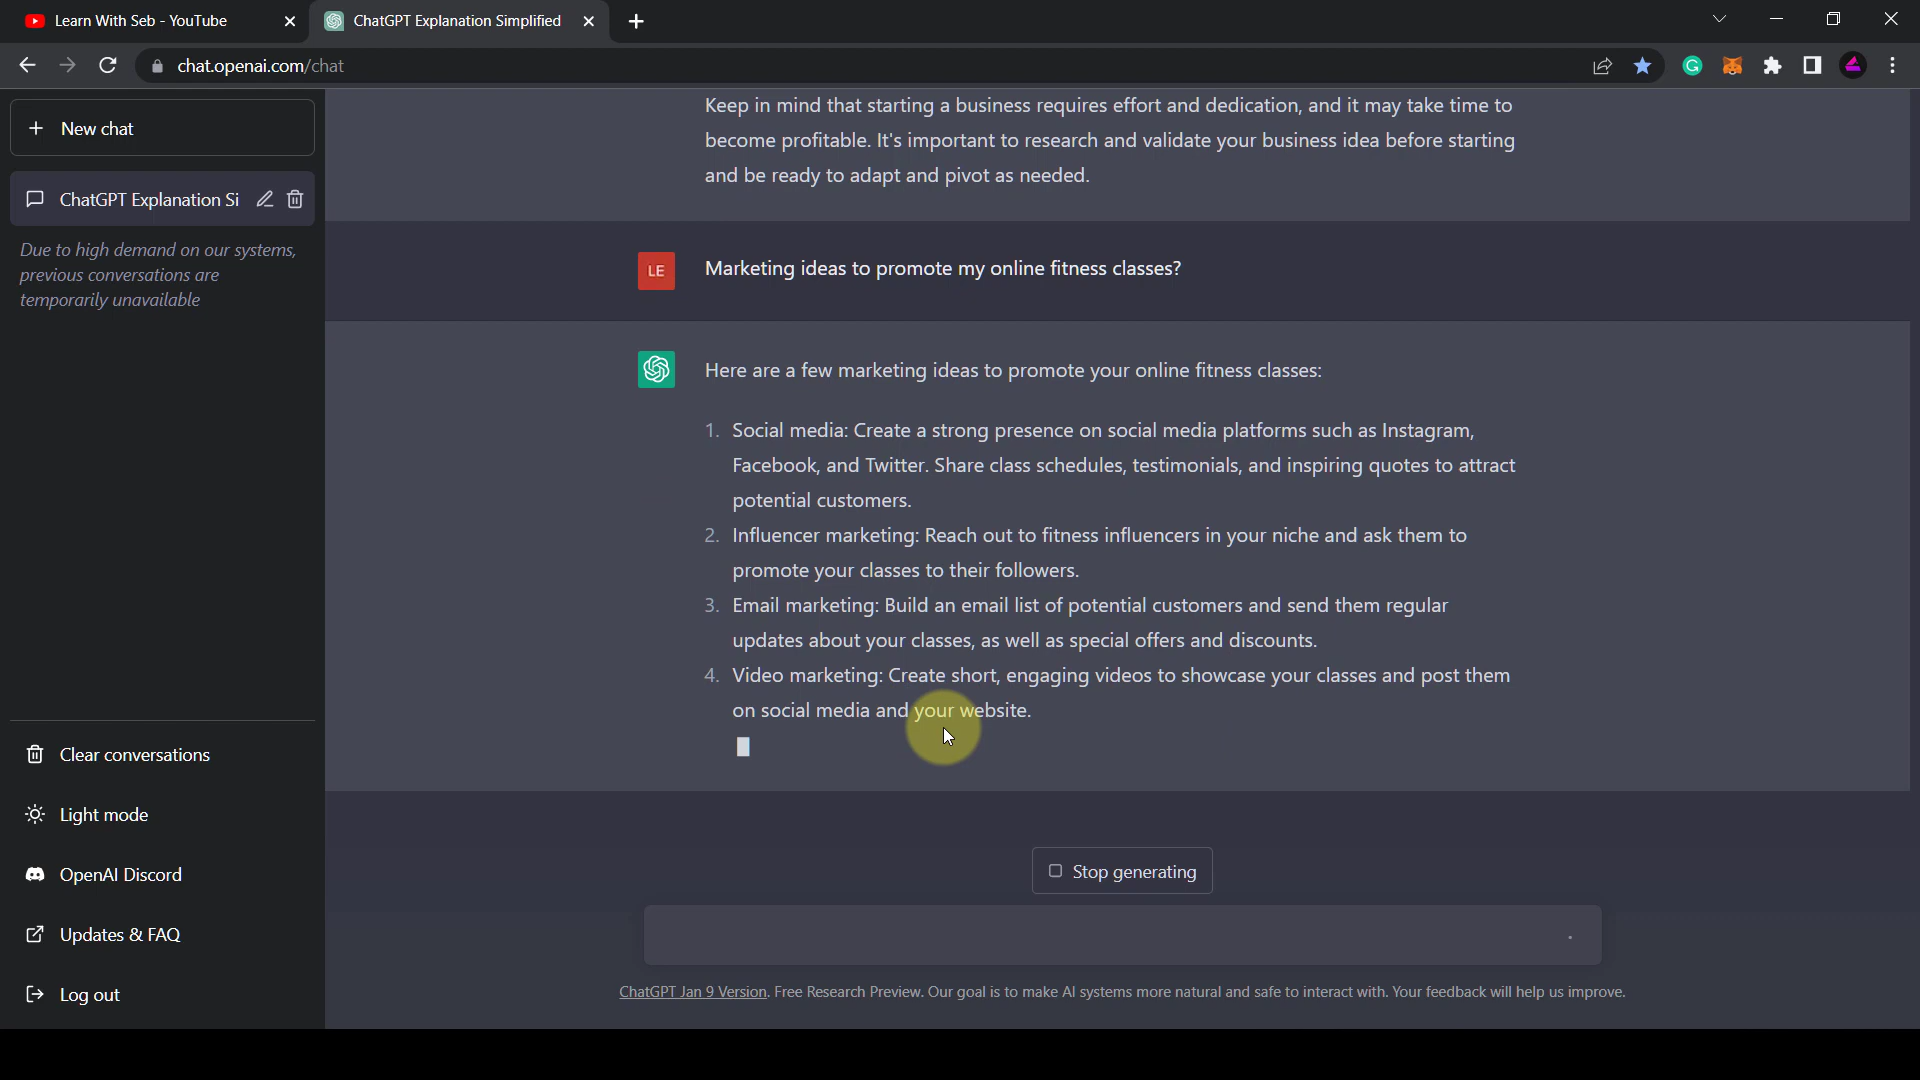 Learn With Seb - YouTube
ChatGPT Explanation Simplified
chat.openai.com/chat
New chat
ChatGPT Explanation Si
Due to high demand on our systems,
previous conversations are
temporarily unavailable
Clear conversations
Light mode
OpenAI Discord
Updates & FAQ
Log out
Keep in mind that starting a business requires effort and dedication, and it may take time to
become profitable. It's important to research and validate your business idea before starting
and be ready to adapt and pivot as needed.
LE
Marketing ideas to promote my online fitness classes?
Here are a few marketing ideas to promote your online fitness classes:
1. Social media: Create a strong presence on social media platforms such as Instagram,
Facebook, and Twitter. Share class schedules, testimonials, and inspiring quotes to attract
potential customers.
2. Influencer marketing: Reach out to fitness influencers in your niche and ask them to
promote your classes to their followers.
3. Email marketing: Build an email list of potential customers and send them regular
updates about your classes, as well as special offers and discounts.
4. Video marketing: Create short, engaging videos to showcase your classes and post them
on social media and your website.
Stop generating
ChatGPT Jan 9 Version. Free Research Preview. Our goal is to make AI systems more natural and safe to interact with. Your feedback will help us improve.